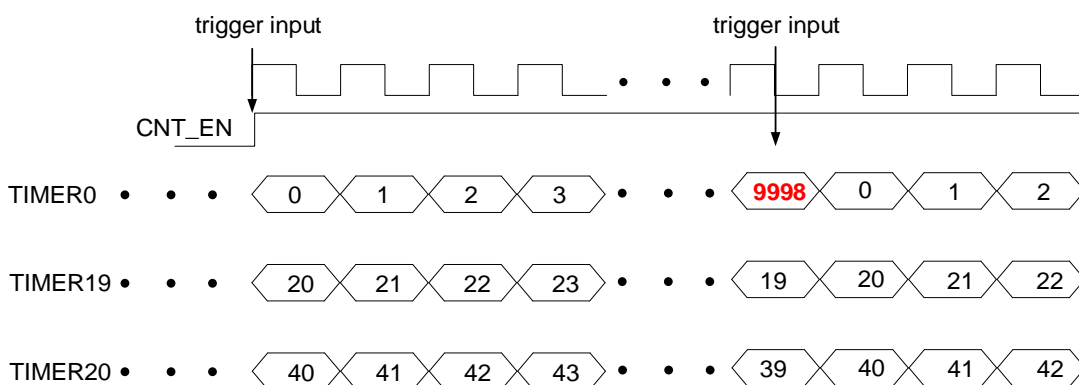 trigger input trigger input
CNT_EN
TIMER0 0 1 2 3 9998 0 1 2
TIMER19 20 21 22 23 19 20 21 22
TIMER20 40 41 42 43 39 40 41 42